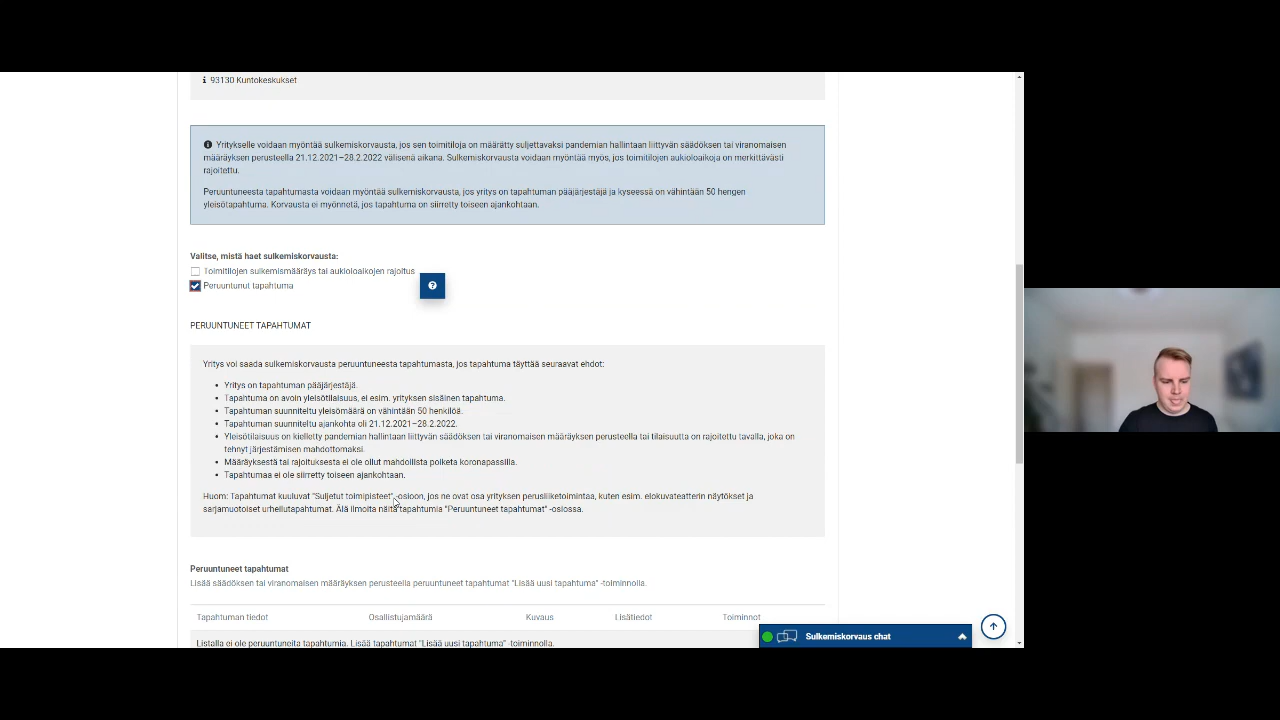 93130 Kuntokeskukset
Yritykselle voidaan myöntää sulkemiskorvausta, jos sen toimitiloja on määrätty suljettavaksi pandemian hallintaan liittyvän säädöksen tai viranomaisen
määräyksen perusteella 21.12.2021–28.2.2022 välisenä aikana. Sulkemiskorvausta voidaan myöntää myös, jos toimitilojen aukioloaikoja on merkittävästi
rajoitettu.
Peruuntuneesta tapahtumasta voidaan myöntää sulkemiskorvausta, jos yritys on tapahtuman pääjärjestäjä ja kyseessä on vähintään 50 hengen
yleisötapahtuma. Korvausta ei myönnetä, jos tapahtuma on siirretty toiseen ajankohtaan.
Valitse, mistä haet sulkemiskorvausta:
Toimitilojen sulkemismääräys tai aukioloaikojen rajoitus
Peruuntunut tapahtuma
?
PERUUNTUNEET TAPAHTUMAT
Yritys voi saada sulkemiskorvausta peruuntuneesta tapahtumasta, jos tapahtuma täyttää seuraavat ehdot:
• Yritys on tapahtuman pääjärjestäjä.
• Tapahtuma on avoin yleisötilaisuus, ei esim. yrityksen sisäinen tapahtuma.
• Tapahtuman suunniteltu yleisömäärä on vähintään 50 henkilöä.
• Tapahtuman suunniteltu ajankohta oli 21.12.2021–28.2.2022.
• Yleisötilaisuus on kielletty pandemian hallintaan liittyvän säädöksen tai viranomaisen määräyksen perusteella tai tilaisuutta on rajoitettu tavalla, joka on
tehnyt järjestämisen mahdottomaksi.
• Määräyksestä tai rajoituksesta ei ole ollut mahdollista poiketa koronapassilla.
• Tapahtumaa ei ole siirretty toiseen ajankohtaan.
Huom: Tapahtumat kuuluvat "Suljetut toimipisteet" -osioon, jos ne ovat osa yrityksen perusliiketoimintaa, kuten esim. elokuvateatterin näytökset ja
sarjamuotoiset urheilutapahtumat. Älä ilmoita näitä tapahtumia "Peruuntuneet tapahtumat" -osiossa.
Peruuntuneet tapahtumat
Lisää säädöksen tai viranomaisen määräyksen perusteella peruuntuneet tapahtumat "Lisää uusi tapahtuma" -toiminnolla.
Tapahtuman tiedot Osallistujamäärä Kuvaus Lisätiedot Toiminnot
Listalla ei ole peruuntuneita tapahtumia. Lisää tapahtumat "Lisää uusi tapahtuma" -toiminnolla.
Sulkemiskorvaus chat